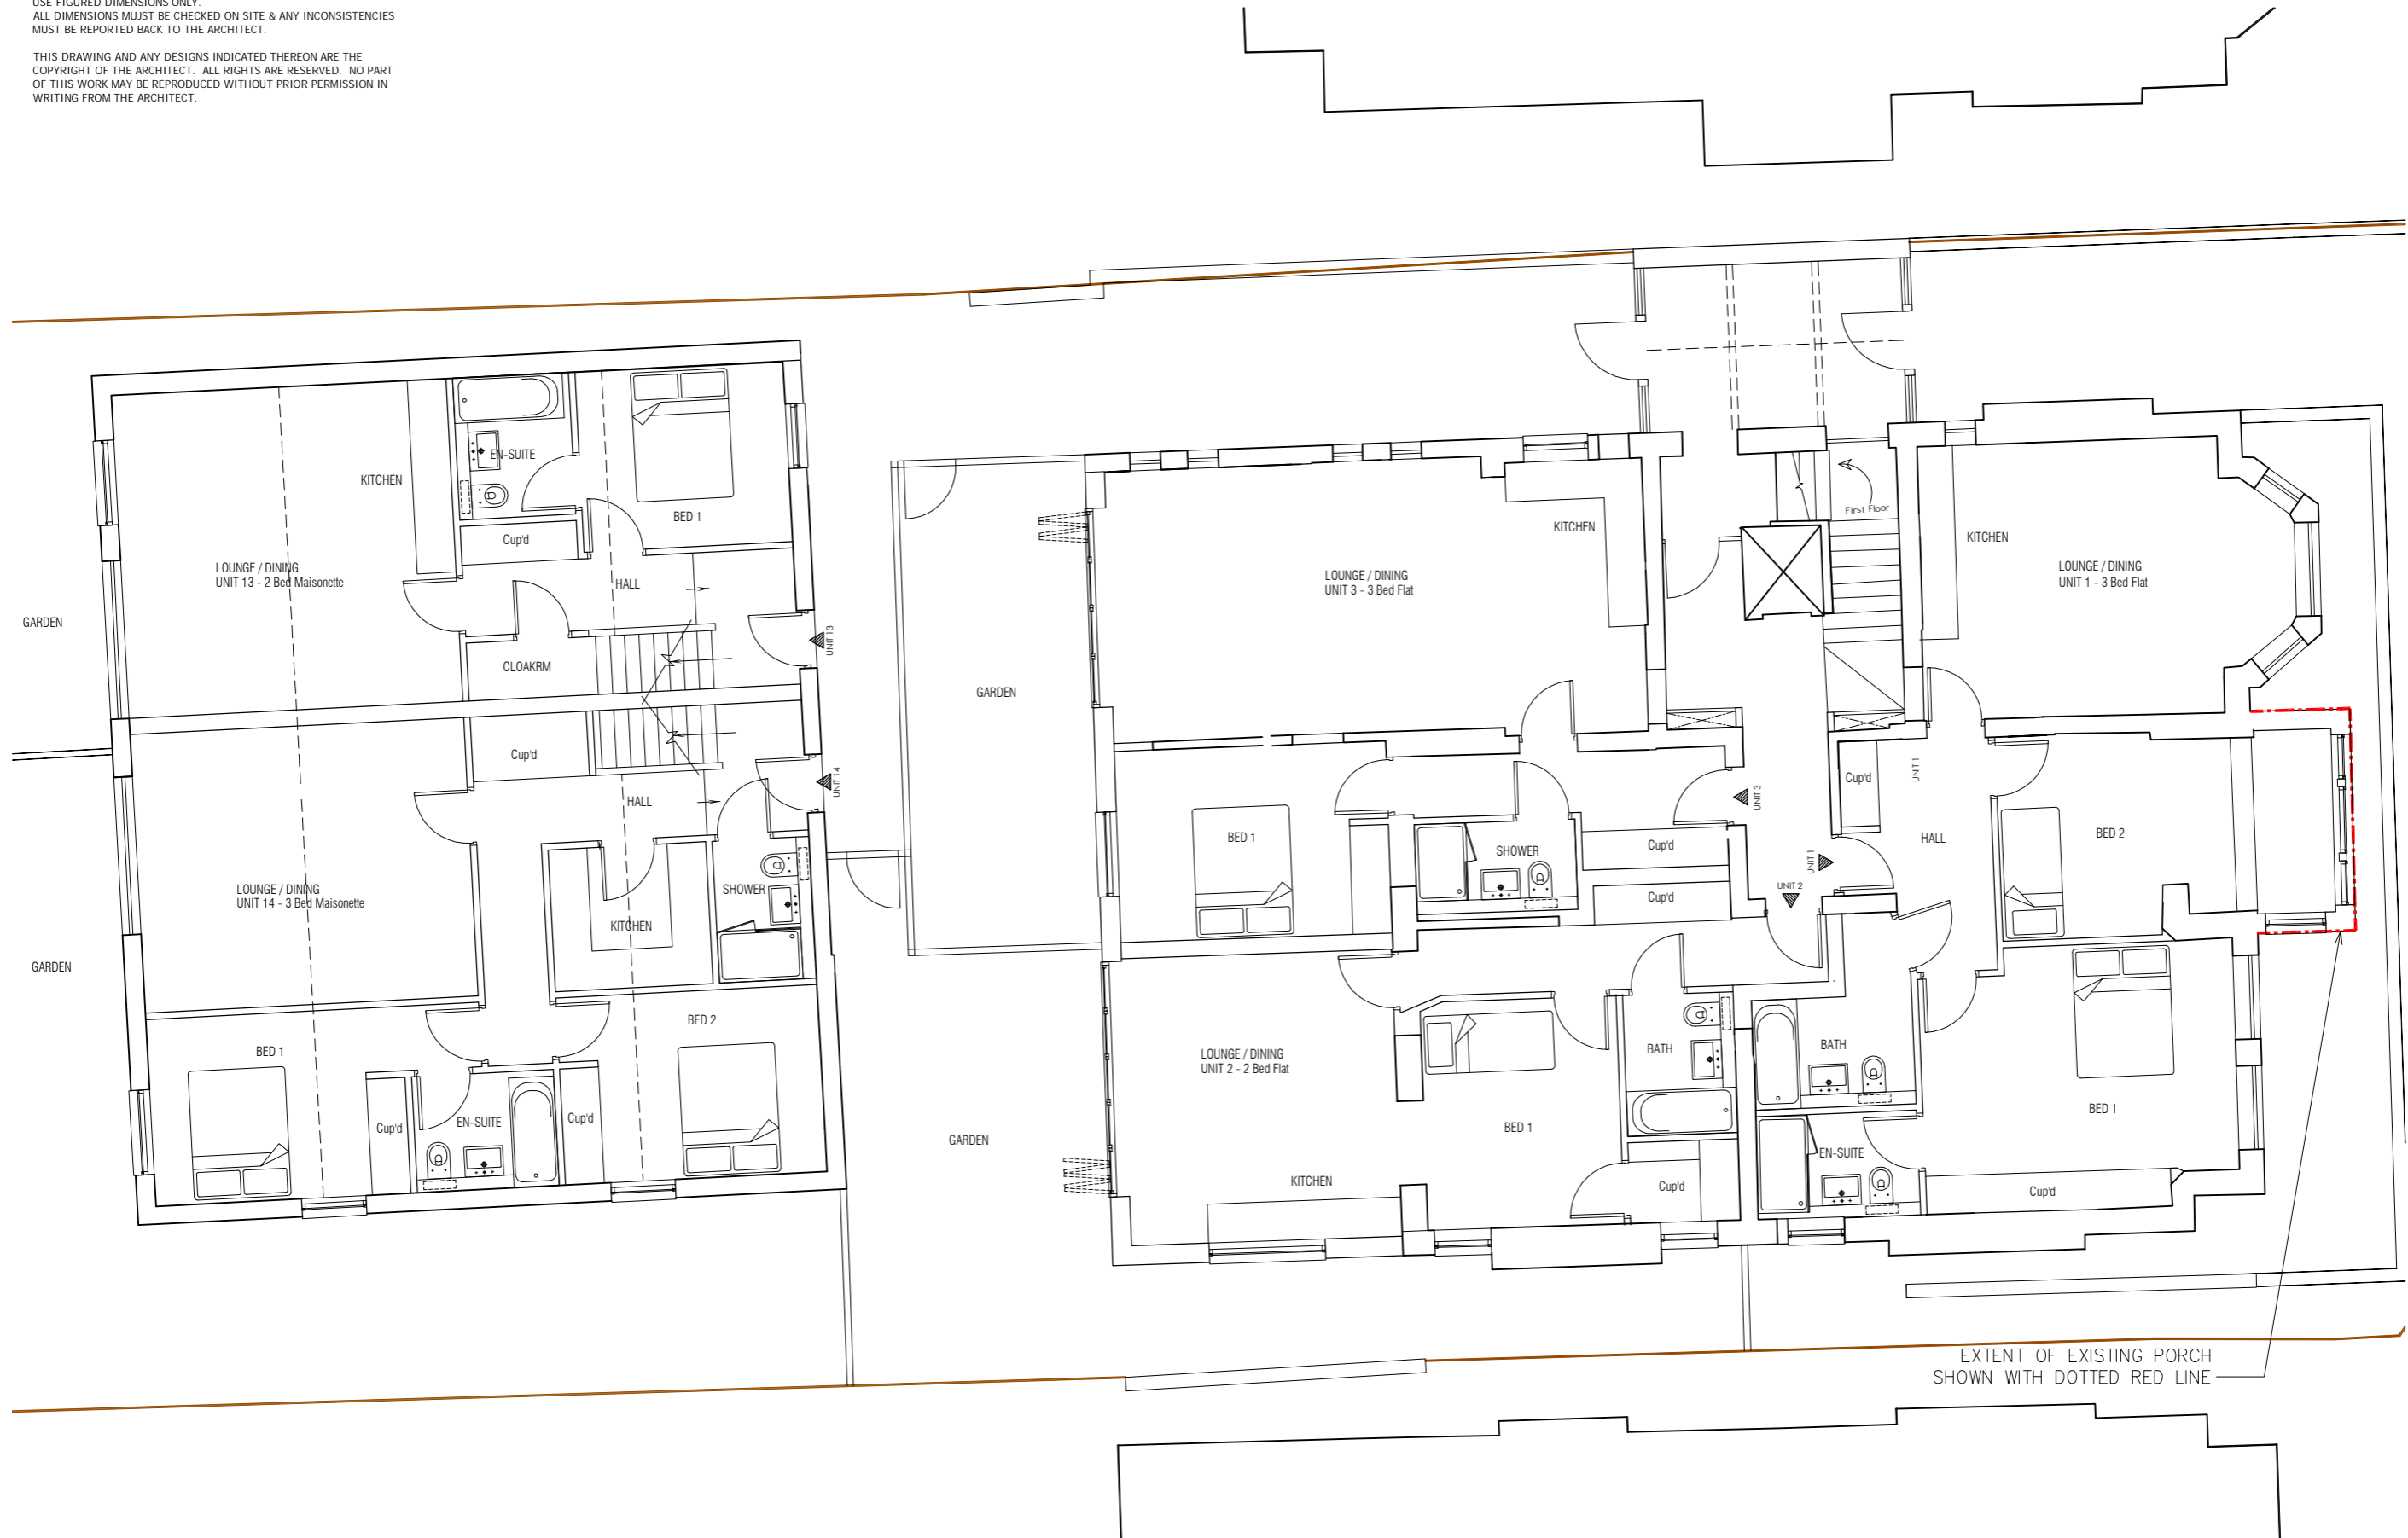 USE FIGURED DIMENSIONS ONLY.
ALL DIMENSIONS MUJST BE CHECKED ON SITE & ANY INCONSISTENCIES
MUST BE REPORTED BACK TO THE ARCHITECT.
THIS DRAWING AND ANY DESIGNS INDICATED THEREON ARE THE
COPYRIGHT OF THE ARCHITECT. ALL RIGHTS ARE RESERVED. NO PART
OF THIS WORK MAY BE REPRODUCED WITHOUT PRIOR PERMISSION IN
WRITING FROM THE ARCHITECT.
KITCHEN
EN-SUITE
BED 1
Cup'd
LOUNGE / DINING
UNIT 13 - 2 Bed Maisonette
HALL
GARDEN
CLOAKRM
UNIT 13
Cup'd
HALL
UNIT 14
LOUNGE / DINING
UNIT 14 - 3 Bed Maisonette
SHOWER
KITCHEN
GARDEN
BED 2
BED 1
Cup'd
EN-SUITE
Cup'd
GARDEN
GARDEN
LOUNGE / DINING
UNIT 3 - 3 Bed Flat
KITCHEN
First Floor
KITCHEN
LOUNGE / DINING
UNIT 1 - 3 Bed Flat
BED 1
SHOWER
Cup'd
Cup'd
UNIT 3
UNIT 2
UNIT 1
Cup'd
UNIT 1
HALL
BED 2
LOUNGE / DINING
UNIT 2 - 2 Bed Flat
BED 1
KITCHEN
BATH
Cup'd
BATH
EN-SUITE
BED 1
Cup'd
EXTENT OF EXISTING PORCH
SHOWN WITH DOTTED RED LINE